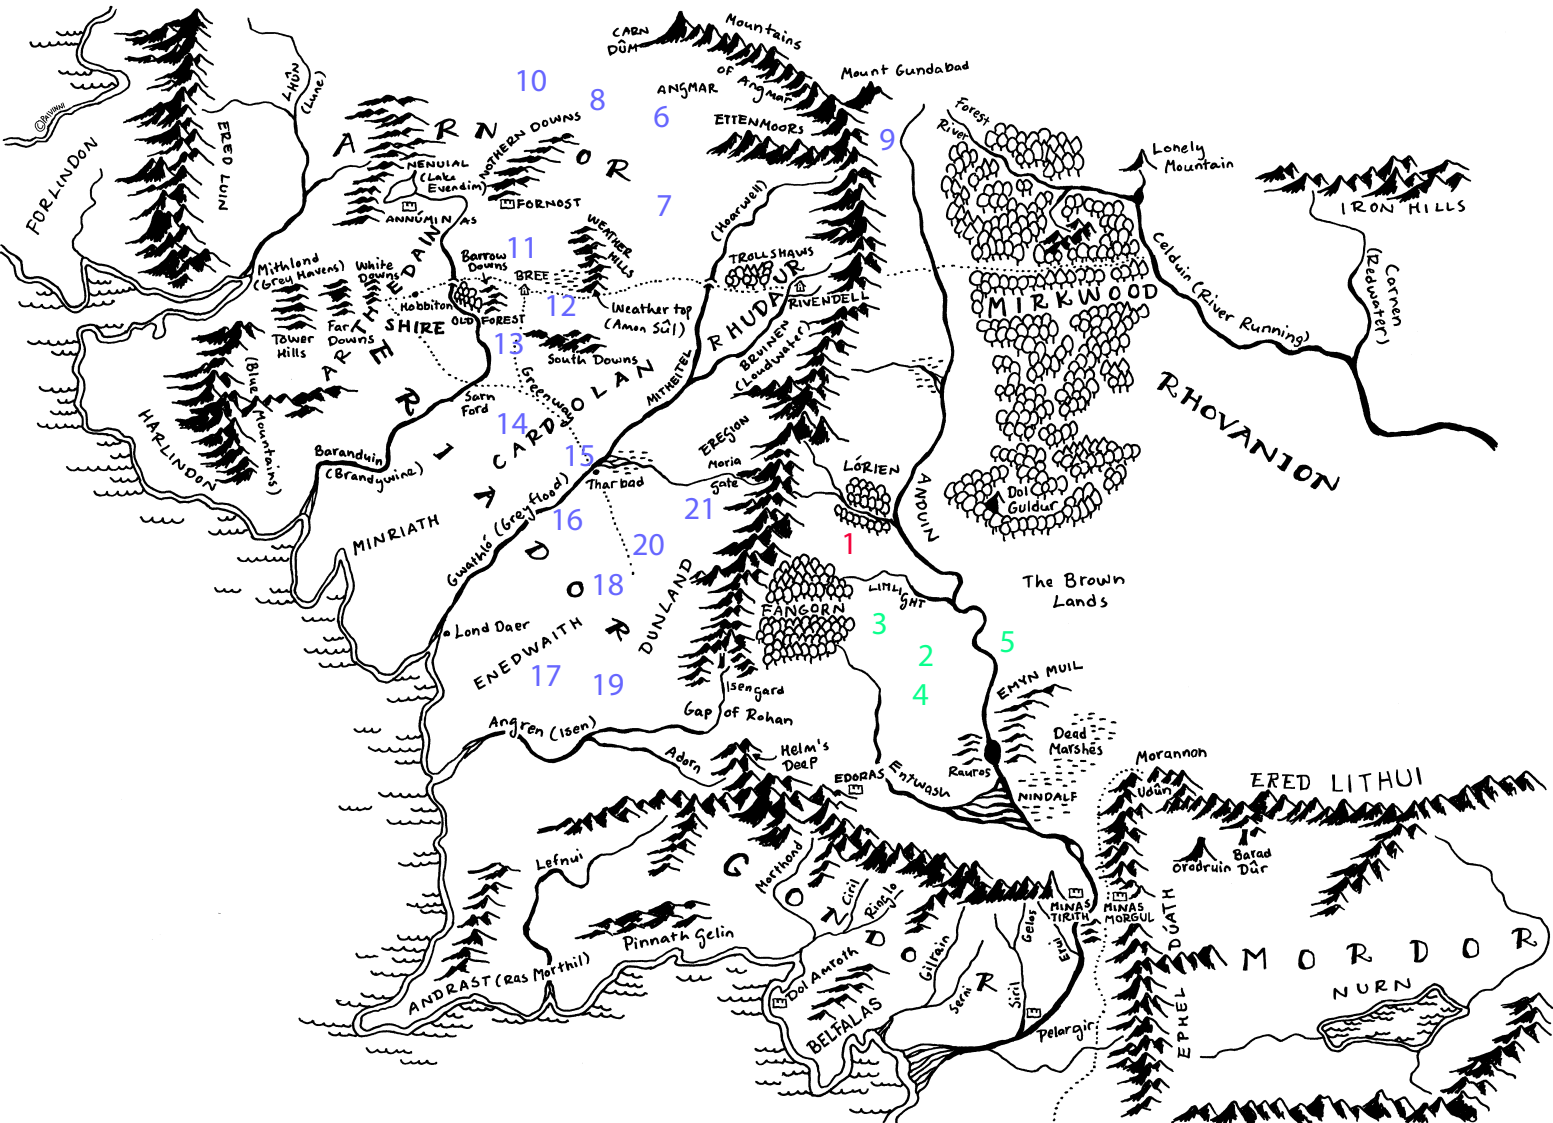 CARN
DÛM
Mountains
of Angmar
Mount Gundabad
ANGMAR
ETTENMOORS
Forest
River
Lonely
Mountain
IRON HILLS
LHÛN
(Lune)
FORLINDON
ERED LUIN
ARNOR
NENUIAL
(Lake
Evendim)
NOTHERN DOWNS
ANNÚMINAS
FORNOST
10
8
6
9
7
11
12
13
14
15
16
21
20
18
17
19
1
3
2
5
4
(Hoarwell)
WEATHER
HILLS
TROLLSHAWS
RHUDAUR
RIVENDELL
Mithlond
(Grey Havens)
White
Downs
Barrow
Downs
BREE
Hobbiton
OLD FOREST
Weathertop
(Amon Sûl)
SHIRE
ARTHEDAIN
Far
Downs
Tower
Hills
South Downs
Greenway
Sarn
Ford
CARDOLAN
MITHEITEL
BRUINEN
(Loudwater)
MIRKWOOD
Celduin (River Running)
Carnen
(Redwater)
RHOVANION
HARLINDON
(Blue Mountains)
ERIADOR
Baranduin
(Brandywine)
MINRIATH
Gwathló (Greyflood)
Tharbad
EREGION
Moria
gate
LÓRIEN
ANDUIN
Dol
Guldur
The Brown
Lands
LIMLIGHT
FANGORN
DUNLAND
ENEDWAITH
Lond Daer
Isengard
Gap of Rohan
Angren (Isen)
Adorn
Helm's
Deep
EDORAS
Entwash
EMYN MUIL
Dead
Marshes
Rauros
NINDALF
Morannon
Udûn
ERED LITHUI
Orodruin
Barad
Dûr
Lefnui
Morthond
Ciril
Ringlo
GONDOR
Pinnath Gelin
ANDRAST (Ras Morthil)
Dol Amroth
BELFALAS
Gilrain
Serni
Gelos
Siril
Erui
MINAS
TIRITH
MINAS
MORGUL
Pelargir
EPHEL DÚATH
MORDOR
NURN